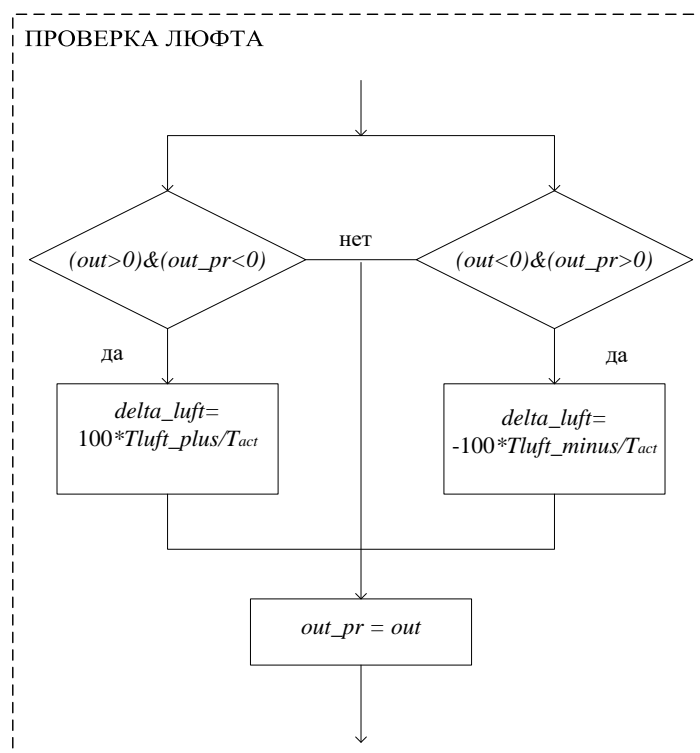 ПРОВЕРКА ЛЮФТА
(out>0)&(out_pr<0)
нет
(out<0)&(out_pr>0)
да
да
delta_luft=
100*Tluft_plus/Tact
delta_luft=
-100*Tluft_minus/Tact
out_pr = out